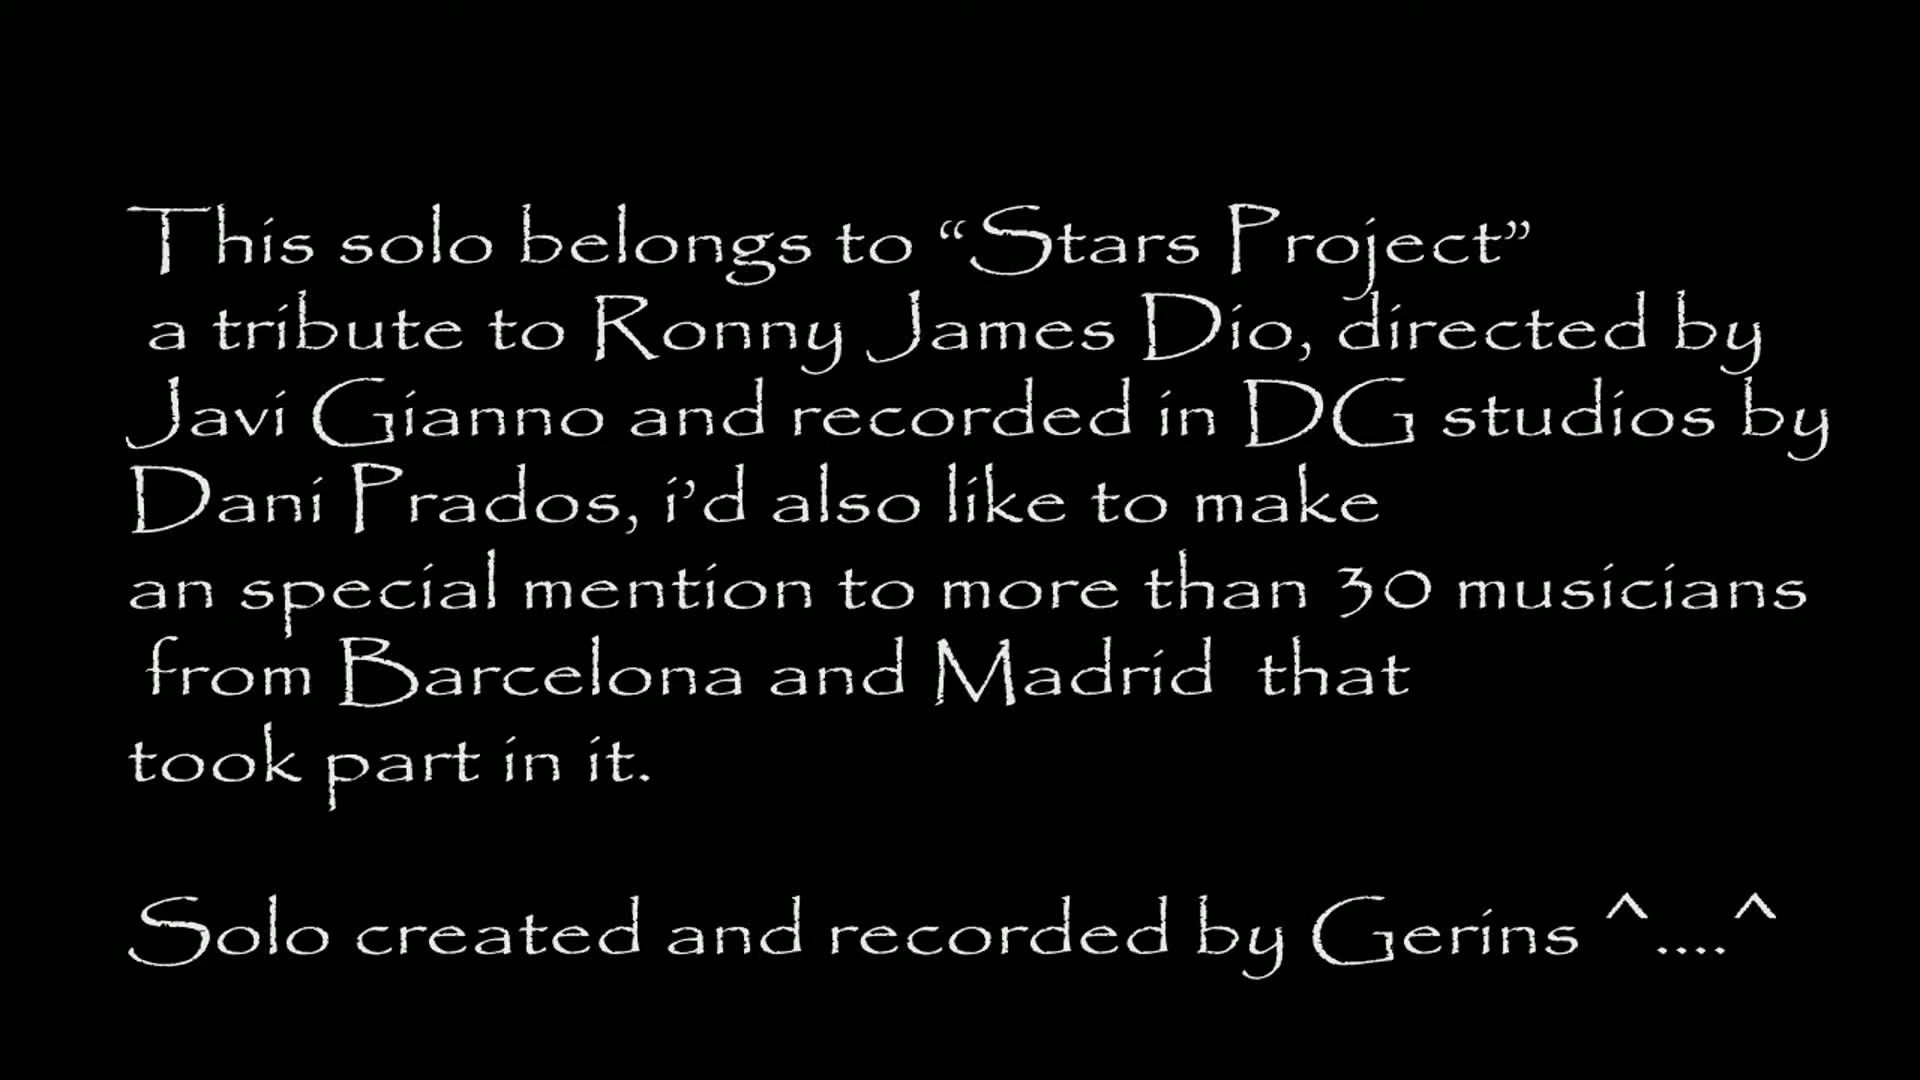 This solo belongs to “Stars Project”
a tribute to Ronny James Dio, directed by
Javi Gianno and recorded in DG studios by
Dani Prados, i’d also like to make
an special mention to more than 30 musicians
from Barcelona and Madrid that
took part in it.
Solo created and recorded by Gerins ^....^